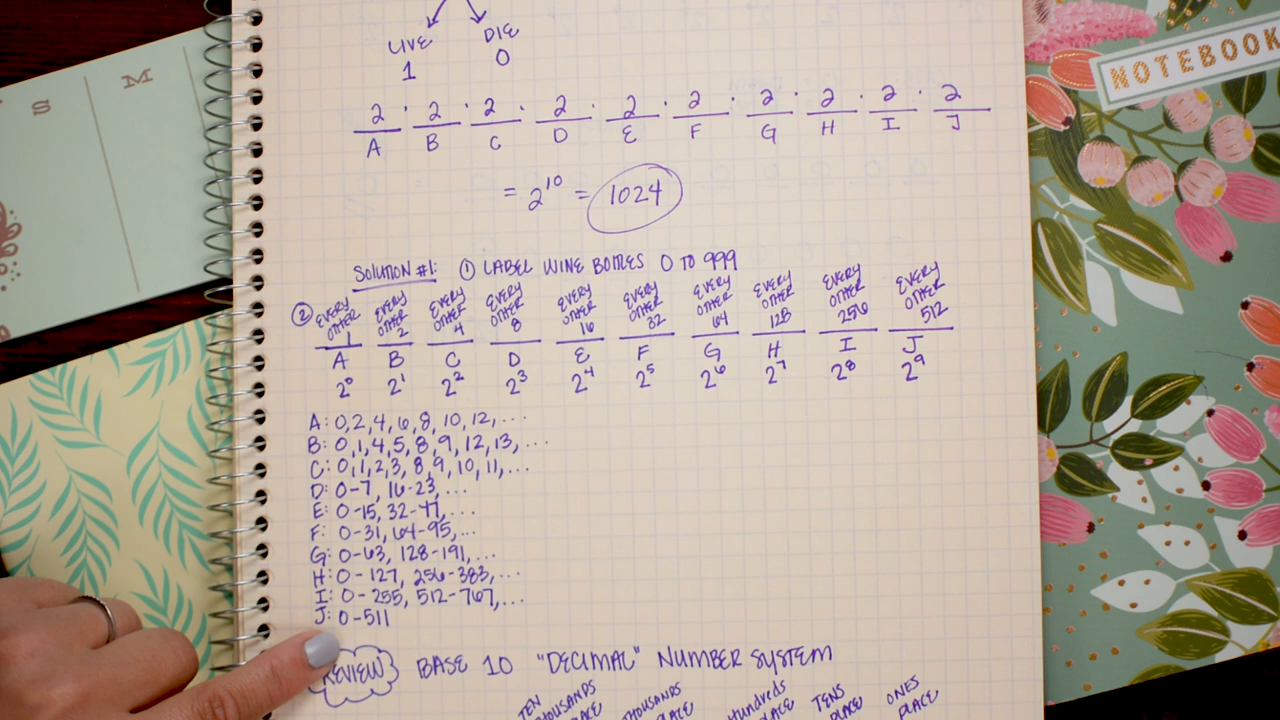 S M
NOTEBOOK
LIVE DIE
1 0
2 · 2 · 2 · 2 · 2 · 2 · 2 · 2 · 2 · 2
A B C D E F G H I J
= 2¹⁰ = 1024
SOLUTION #1: ① LABEL WINE BOTTLES 0 TO 999
② EVERY OTHER 1 EVERY OTHER 2 EVERY OTHER 4 EVERY OTHER 8 EVERY OTHER 16 EVERY OTHER 32 EVERY OTHER 64 EVERY OTHER 128 EVERY OTHER 256 EVERY OTHER 512
A B C D E F G H I J
2⁰ 2¹ 2² 2³ 2⁴ 2⁵ 2⁶ 2⁷ 2⁸ 2⁹
A: 0,2,4,6,8,10,12,...
B: 0,1,4,5,8,9,12,13,...
C: 0,1,2,3,8,9,10,11,...
D: 0-7, 16-23,...
E: 0-15, 32-47,...
F: 0-31, 64-95,...
G: 0-63, 128-191,...
H: 0-127, 256-383,...
I: 0-255, 512-767,...
J: 0-511
REVIEW BASE 10 "DECIMAL" NUMBER SYSTEM
TEN THOUSANDS PLACE THOUSANDS PLACE HUNDREDS PLACE TENS PLACE ONES PLACE